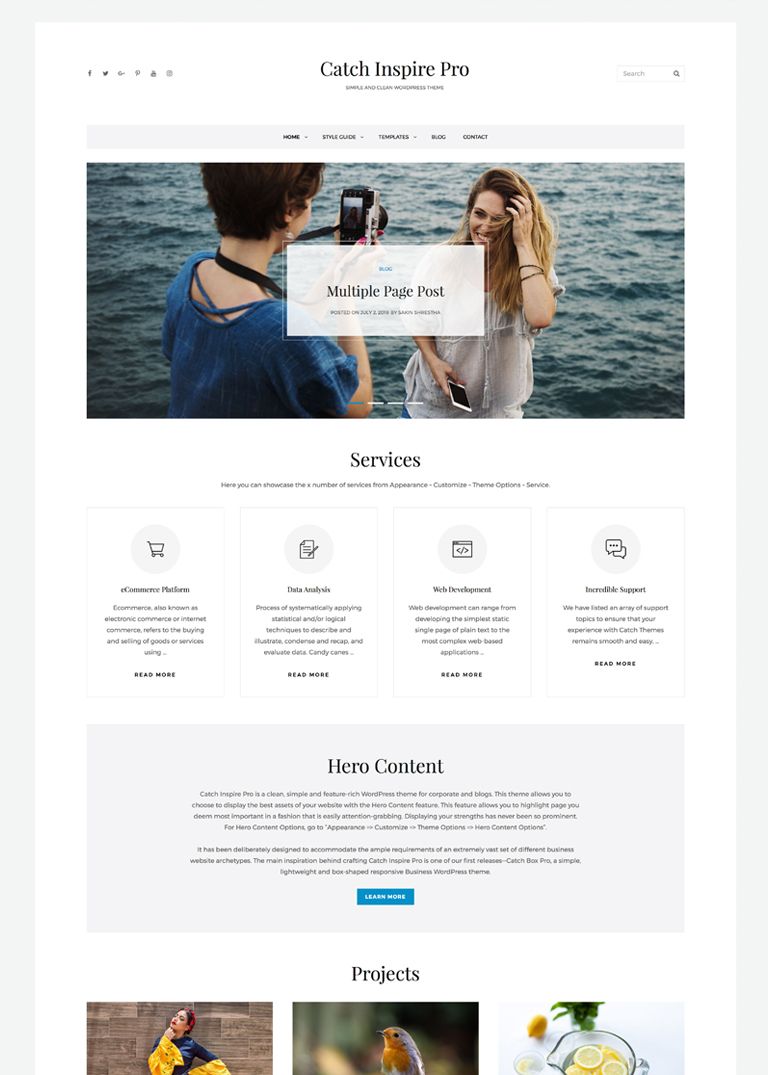 Catch Inspire Pro
SIMPLE AND CLEAN WORDPRESS THEME
Search
HOME STYLE GUIDE TEMPLATES BLOG CONTACT
BLOG
Multiple Page Post
POSTED ON JULY 2, 2018 BY SAKIN SHRESTHA
Services
Here you can showcase the x number of services from Appearance – Customize – Theme Options – Service.
eCommerce Platform
Ecommerce, also known as
electronic commerce or internet
commerce, refers to the buying
and selling of goods or services
using ...
READ MORE
Data Analysis
Process of systematically applying
statistical and/or logical
techniques to describe and
illustrate, condense and recap, and
evaluate data. Candy canes ...
READ MORE
Web Development
Web development can range from
developing the simplest static
single page of plain text to the
most complex web-based
applications ...
READ MORE
Incredible Support
We have listed an array of support
topics to ensure that your
experience with Catch Themes
remains smooth and easy. ...
READ MORE
Hero Content
Catch Inspire Pro is a clean, simple and feature-rich WordPress theme for corporate and blogs. This theme allows you to
choose to display the best assets of your website with the Hero Content feature. This feature allows you to highlight page you
deem most important in a fashion that is easily attention-grabbing. Displaying your strengths has never been so prominent.
For Hero Content Options, go to "Appearance => Customize => Theme Options => Hero Content Options".
It has been deliberately designed to accommodate the ample requirements of an extremely vast set of different business
website archetypes. The main inspiration behind crafting Catch Inspire Pro is one of our first releases—Catch Box Pro, a simple,
lightweight and box-shaped responsive Business WordPress theme.
LEARN MORE
Projects